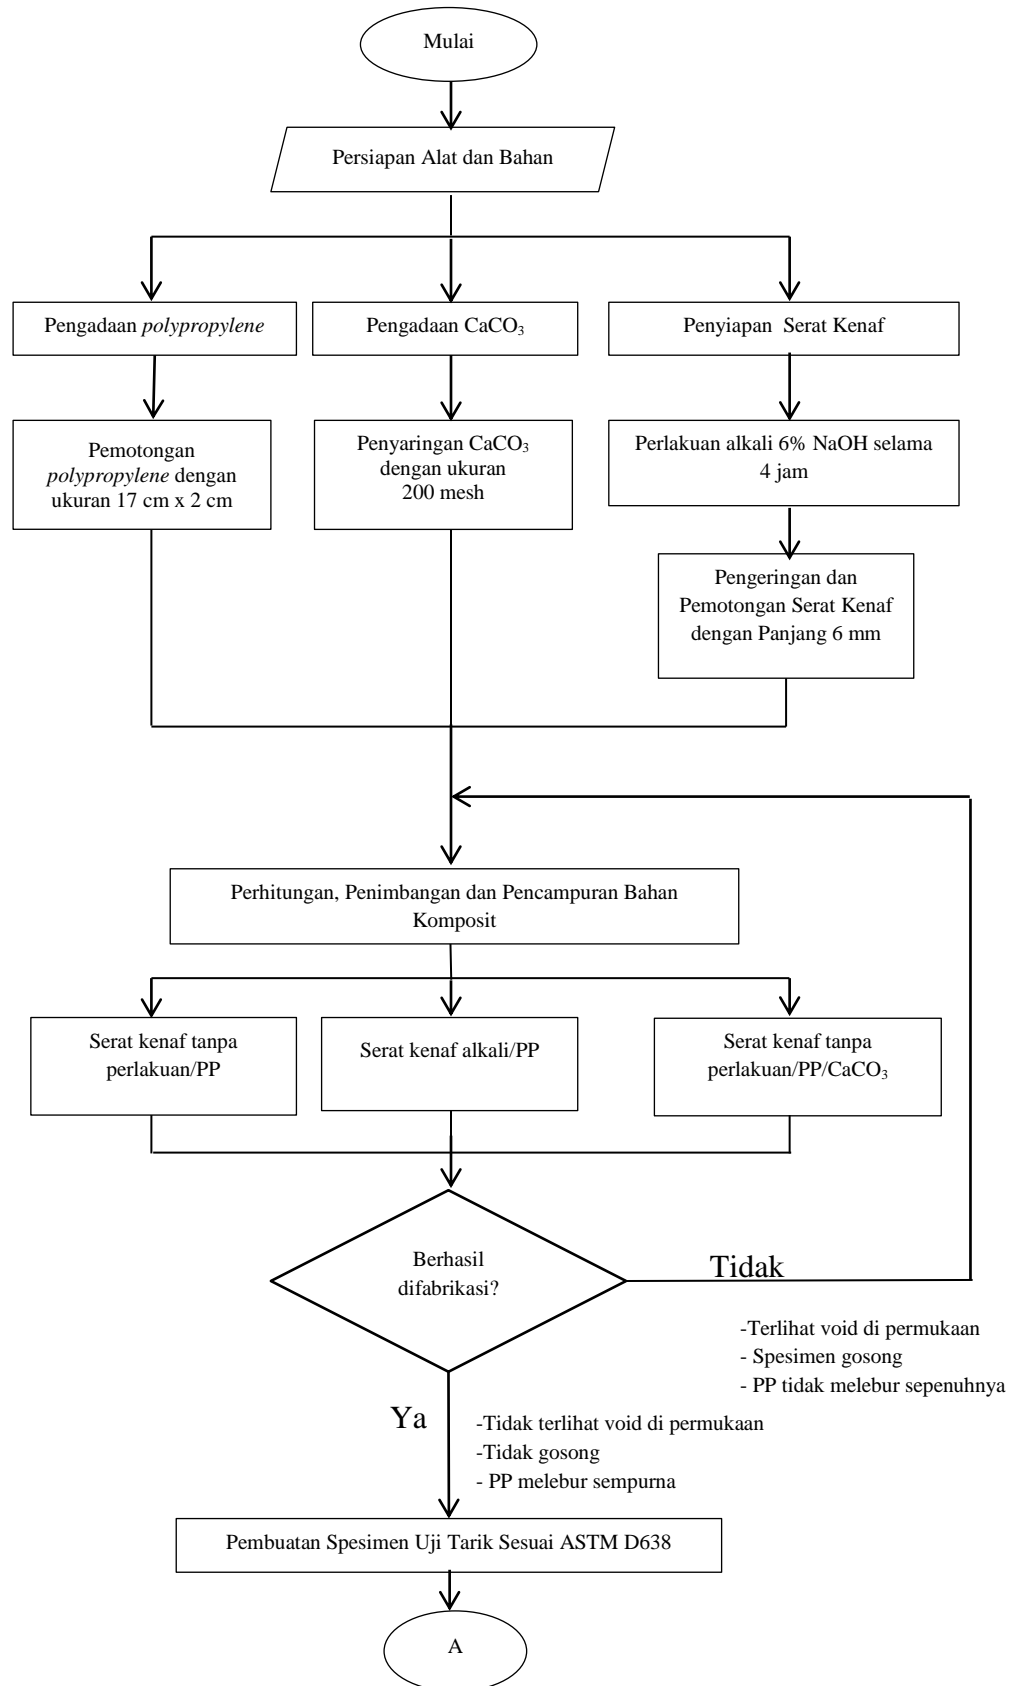 Mulai
Persiapan Alat dan Bahan
Pengadaan polypropylene
Pengadaan CaCO₃
Penyiapan Serat Kenaf
Pemotongan
polypropylene dengan
ukuran 17 cm x 2 cm
Penyaringan CaCO₃
dengan ukuran
200 mesh
Perlakuan alkali 6% NaOH selama
4 jam
Pengeringan dan
Pemotongan Serat Kenaf
dengan Panjang 6 mm
Perhitungan, Penimbangan dan Pencampuran Bahan
Komposit
Serat kenaf tanpa
perlakuan/PP
Serat kenaf alkali/PP
Serat kenaf tanpa
perlakuan/PP/CaCO₃
Berhasil
difabrikasi?
Tidak
-Terlihat void di permukaan
- Spesimen gosong
- PP tidak melebur sepenuhnya
Ya
-Tidak terlihat void di permukaan
-Tidak gosong
- PP melebur sempurna
Pembuatan Spesimen Uji Tarik Sesuai ASTM D638
A